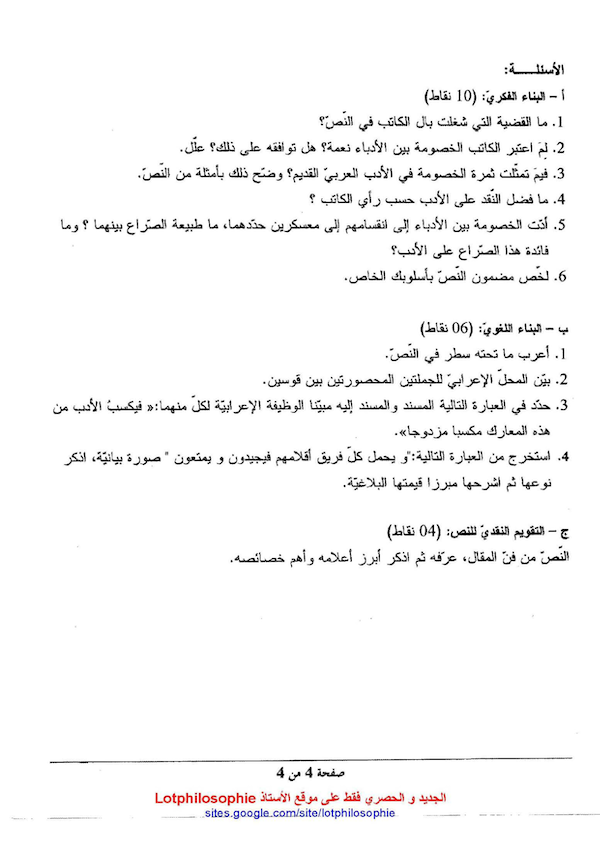 الأسئلـــــة:
أ – البناء الفكريّ: (10 نقاط)
1. ما القضية التي شغلت بال الكاتب في النّصّ؟
2. لِمَ اعتبر الكاتب الخصومة بين الأدباء نعمة؟ هل توافقه على ذلك؟ علّل.
3. فيمَ تمثّلت ثمرة الخصومة في الأدب العربيّ القديم؟ وضّح ذلك بأمثلة من النّصّ.
4. ما فضل النّقد على الأدب حسب رأي الكاتب ؟
5. أدّت الخصومة بين الأدباء إلى انقسامهم إلى معسكرين حدّدهما، ما طبيعة الصّراع بينهما ؟ وما
فائدة هذا الصّراع على الأدب؟
6. لخّص مضمون النّصّ بأسلوبك الخاص.
ب – البناء اللغويّ: (06 نقاط)
1. أعرب ما تحته سطر في النّصّ.
2. بيّن المحلّ الإعرابيّ للجملتين المحصورتين بين قوسين.
3. حدّد في العبارة التالية المسند والمسند إليه مبيّنا الوظيفة الإعرابيّة لكلّ منهما:« فيكسبُ الأدب من
هذه المعارك مكسبا مزدوجا».
4. استخرج من العبارة التالية:"و يحمل كلّ فريق أقلامهم فيجيدون و يمتعون " صورة بيانيّة، اذكر
نوعها ثم اشرحها مبرزا قيمتها البلاغيّة.
ج – التقويم النقديّ للنص: (04 نقاط)
النّصّ من فنّ المقال، عرّفه ثم اذكر أبرز أعلامه وأهم خصائصه.
صفحة 4 من 4
الجديد و الحصري فقط على موقع الأستاذ Lotphilosophie
sites.google.com/site/lotphilosophie